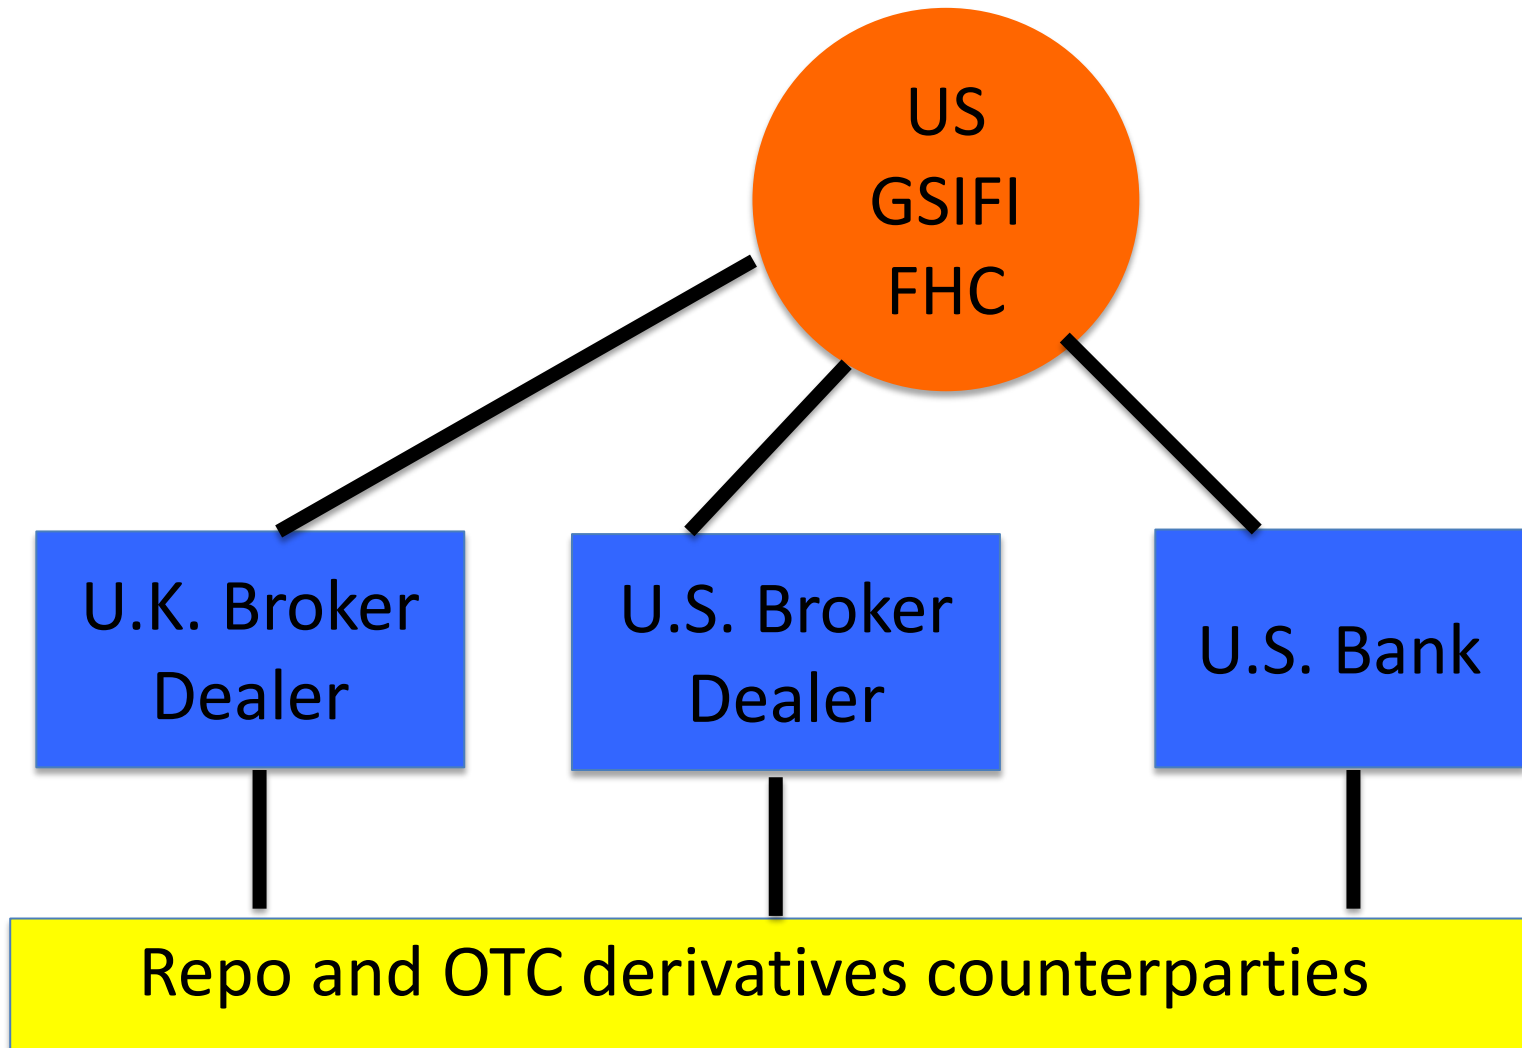 US
GSIFI
FHC
U.K. Broker
Dealer
U.S. Broker
Dealer
U.S. Bank
Repo and OTC derivatives counterparties